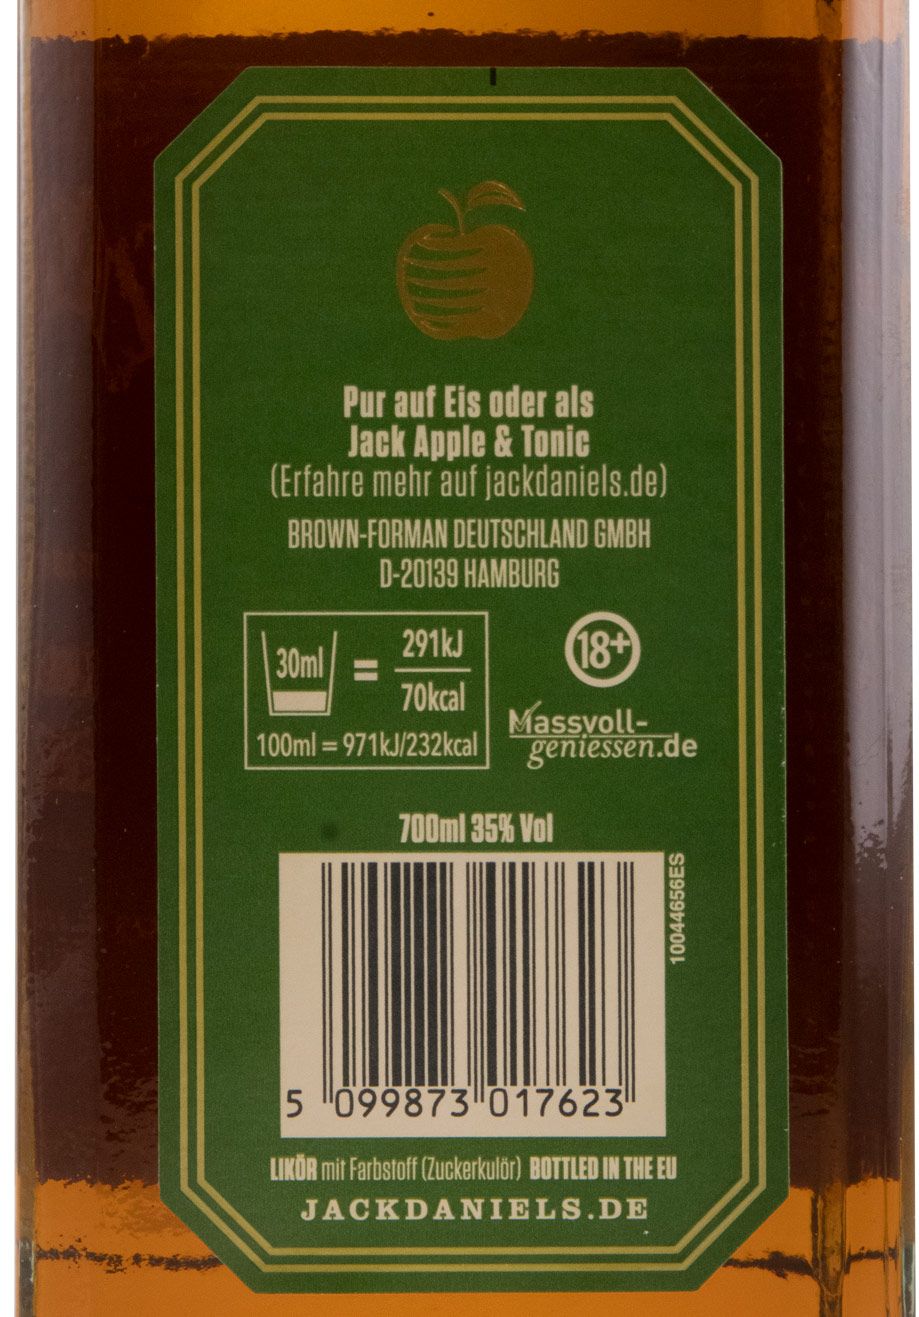 Pur auf Eis oder als
Jack Apple & Tonic
(Erfahre mehr auf jackdaniels.de)
BROWN-FORMAN DEUTSCHLAND GMBH
D-20139 HAMBURG
30ml = 291kJ
70kcal
100ml = 971kJ/232kcal
18+
Massvoll-
geniessen.de
700ml 35% Vol
10044656ES
5 099873 017623
LIKÖR mit Farbstoff (Zuckerkulör) BOTTLED IN THE EU
JACKDANIELS.DE